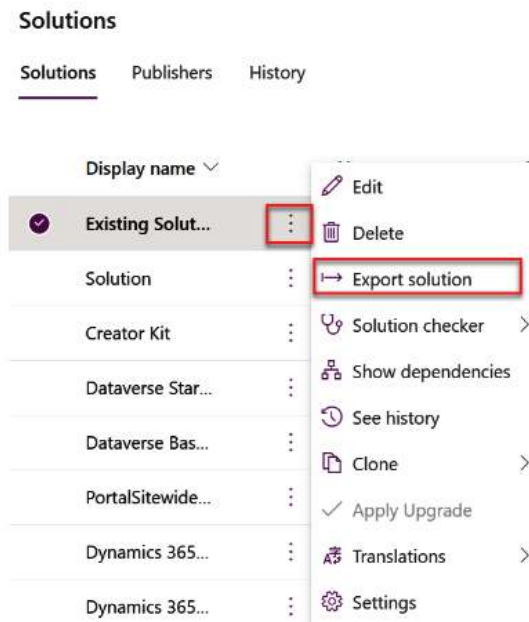 Solutions
Solutions Publishers History
Display name
Existing Solut...
Solution
Creator Kit
Dataverse Star...
Dataverse Bas...
PortalSitewide...
Dynamics 365...
Dynamics 365...
Edit
Delete
Export solution
Solution checker
Show dependencies
See history
Clone
Apply Upgrade
Translations
Settings